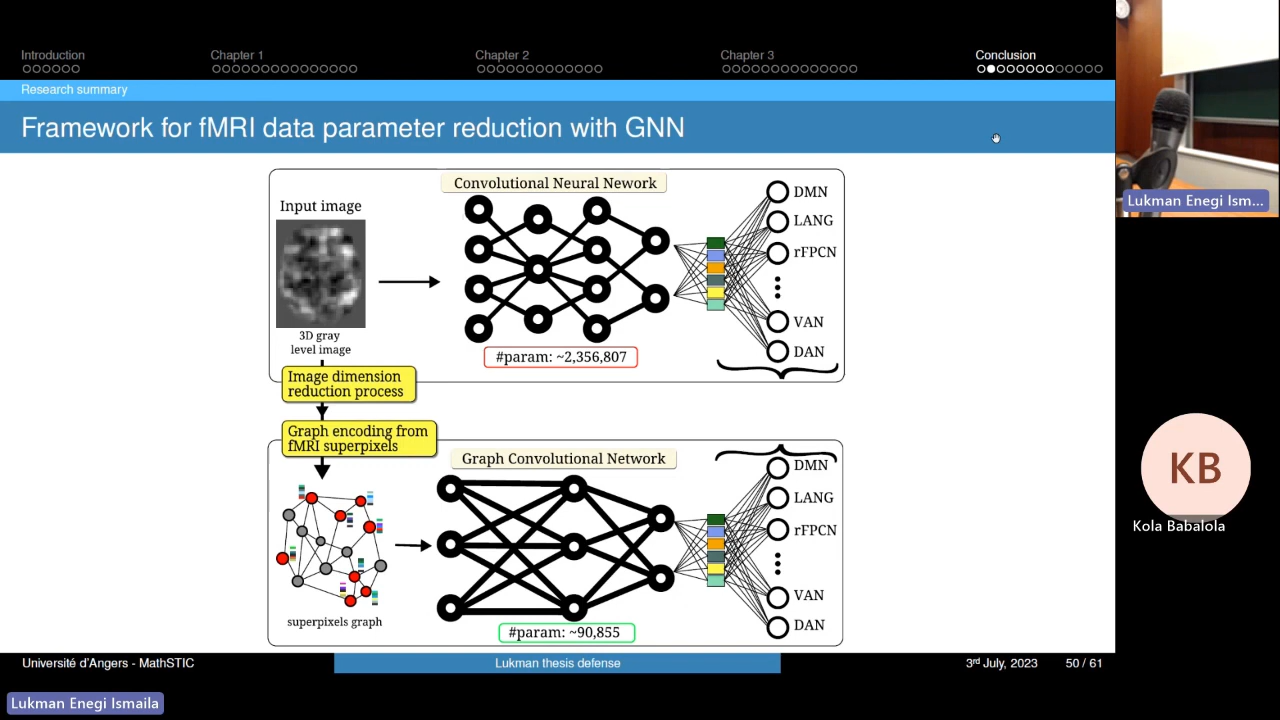 Introduction
Chapter 1
Chapter 2
Chapter 3
Conclusion
Research summary
Framework for fMRI data parameter reduction with GNN
Convolutional Neural Nework
Input image
3D gray
level image
#param: ~2,356,807
DMN
LANG
rFPCN
VAN
DAN
Image dimension
reduction process
Graph encoding from
fMRI superpixels
Graph Convolutional Network
superpixels graph
#param: ~90,855
DMN
LANG
rFPCN
VAN
DAN
Université d'Angers - MathSTIC
Lukman thesis defense
3rd July, 2023
50 / 61
Lukman Enegi Ismaila
Lukman Enegi Ism...
KB
Kola Babalola